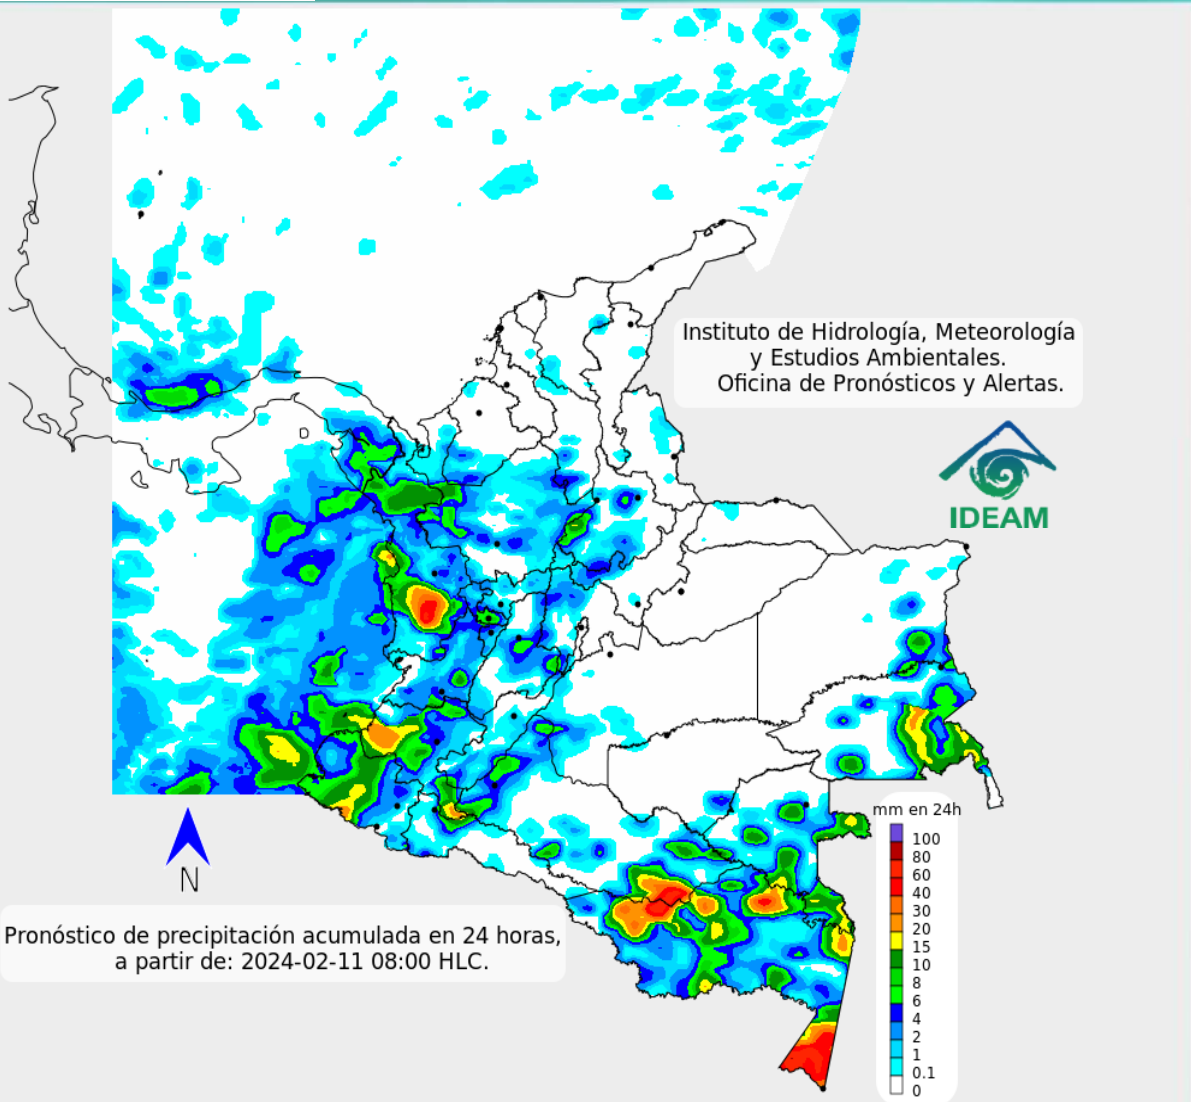 Instituto de Hidrología, Meteorología
y Estudios Ambientales.
Oficina de Pronósticos y Alertas.
IDEAM
mm en 24h
100
80
60
40
30
20
15
10
8
6
4
2
1
0.1
0
N
Pronóstico de precipitación acumulada en 24 horas,
a partir de: 2024-02-11 08:00 HLC.